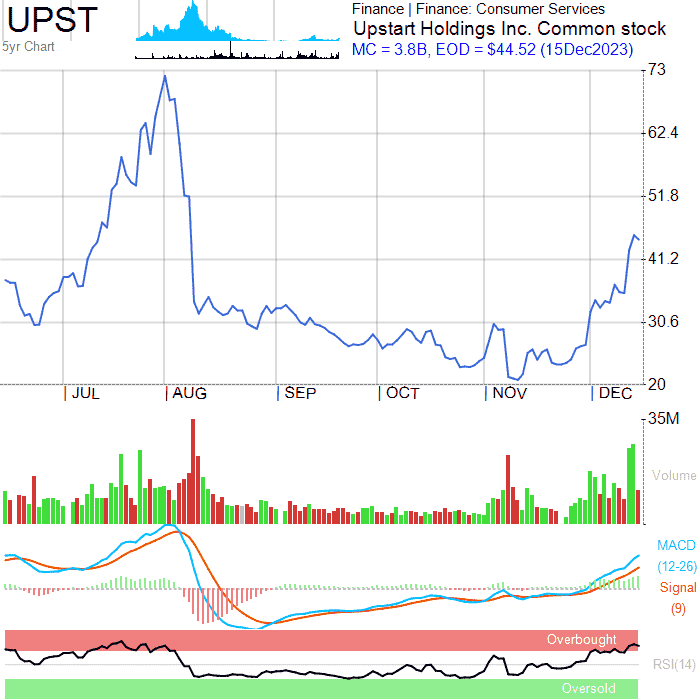 UPST
5yr Chart
Finance | Finance: Consumer Services
Upstart Holdings Inc. Common stock
MC = 3.8B, EOD = $44.52 (15Dec2023)
73
62.4
51.8
41.2
30.6
20
JUL AUG SEP OCT NOV DEC
35M
Volume
MACD
(12-26)
Signal
(9)
Overbought
RSI(14)
Oversold